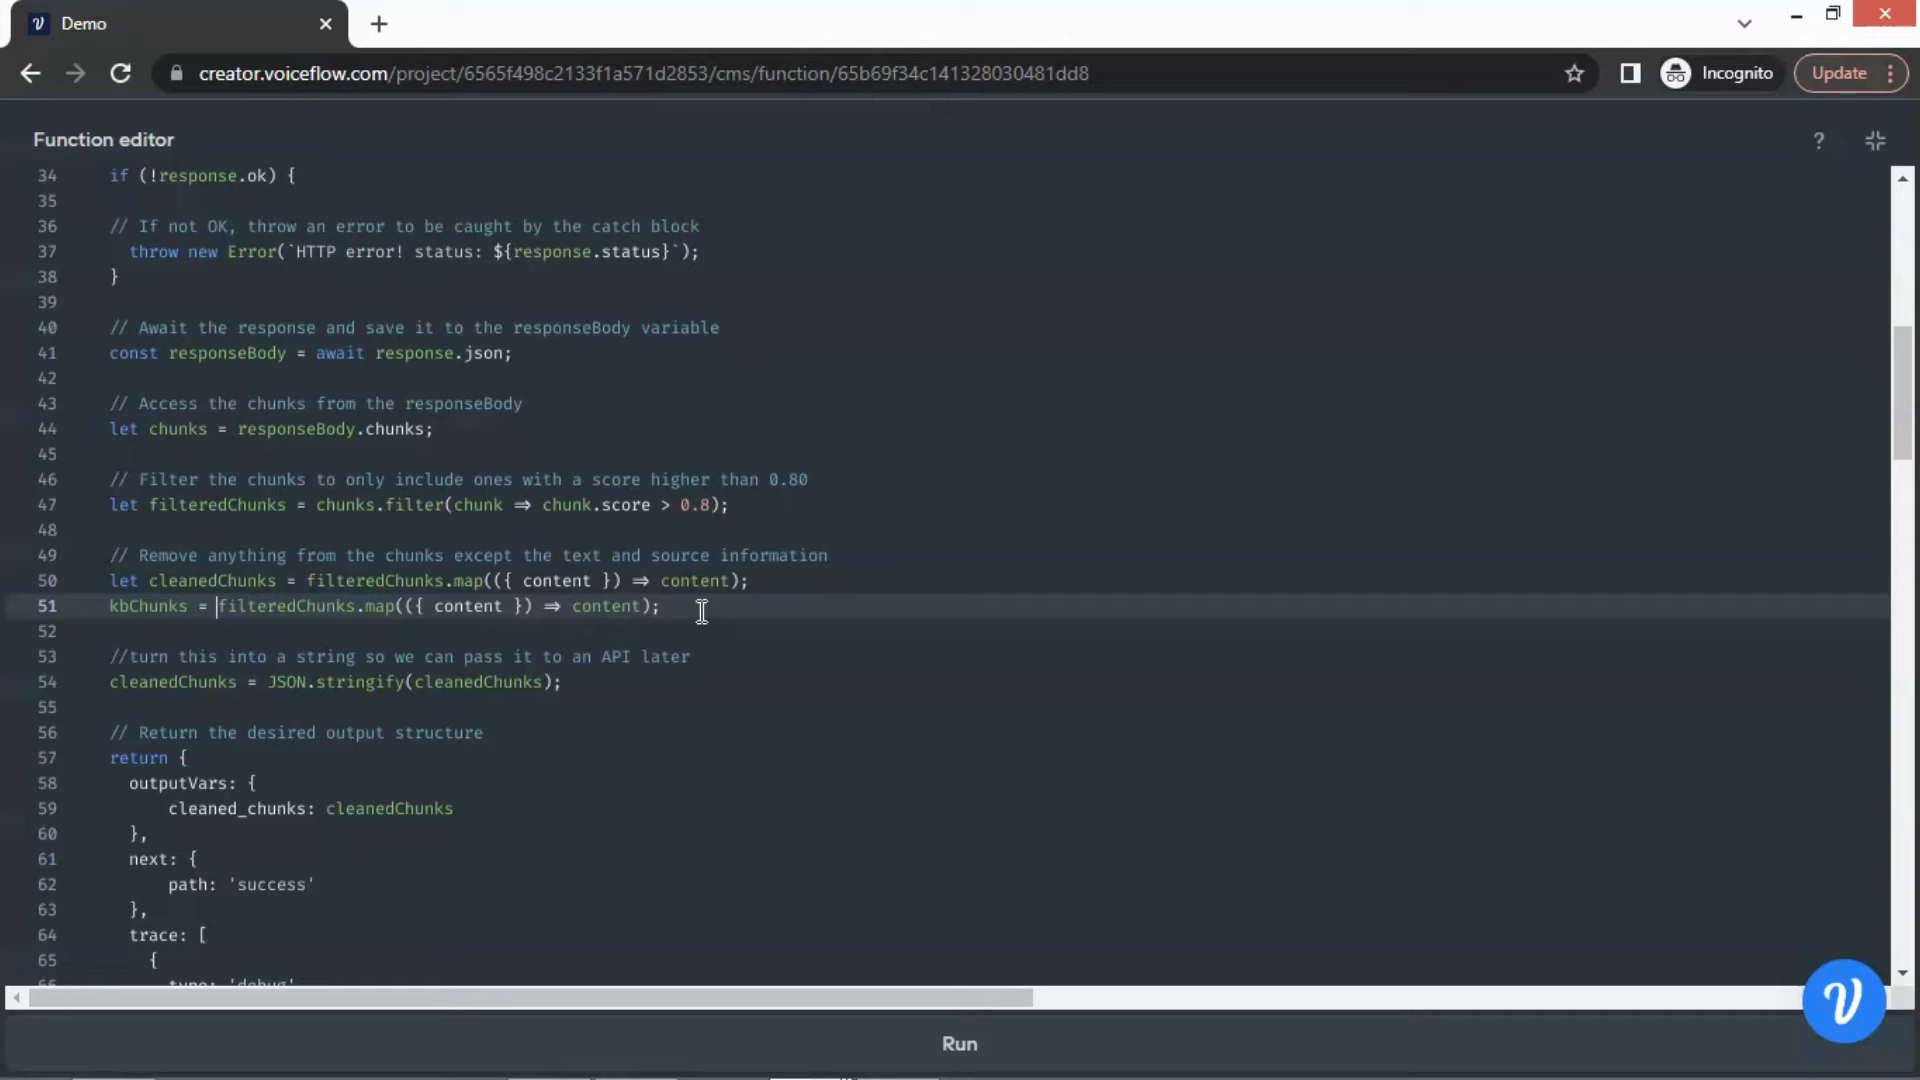 Demo
creator.voiceflow.com/project/6565f498c2133f1a571d2853/cms/function/65b69f34c141328030481dd8
Incognito
Update
Function editor
?
34 if (!response.ok) {
35
36 // If not OK, throw an error to be caught by the catch block
37 throw new Error(`HTTP error! status: ${response.status}`);
38 }
39
40 // Await the response and save it to the responseBody variable
41 const responseBody = await response.json;
42
43 // Access the chunks from the responseBody
44 let chunks = responseBody.chunks;
45
46 // Filter the chunks to only include ones with a score higher than 0.80
47 let filteredChunks = chunks.filter(chunk ⇒ chunk.score > 0.8);
48
49 // Remove anything from the chunks except the text and source information
50 let cleanedChunks = filteredChunks.map(({ content }) ⇒ content);
51 kbChunks = filteredChunks.map(({ content }) ⇒ content);
52
53 //turn this into a string so we can pass it to an API later
54 cleanedChunks = JSON.stringify(cleanedChunks);
55
56 // Return the desired output structure
57 return {
58 outputVars: {
59 cleaned_chunks: cleanedChunks
60 },
61 next: {
62 path: 'success'
63 },
64 trace: [
65 {
66 type: 'debug'
Run